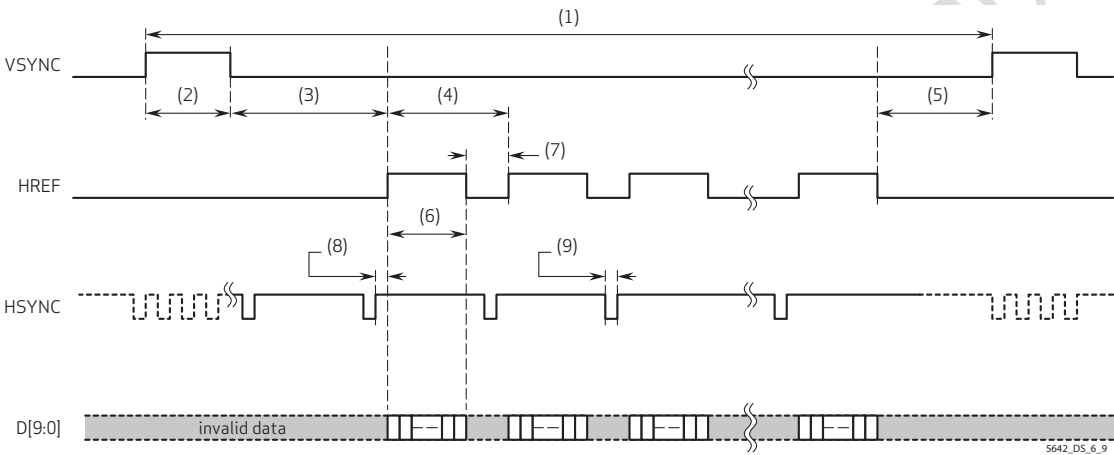 (1)
VSYNC
(2) (3) (4) (5)
(7)
HREF
(6)
(8) (9)
HSYNC
D[9:0] invalid data
5642_DS_6_9